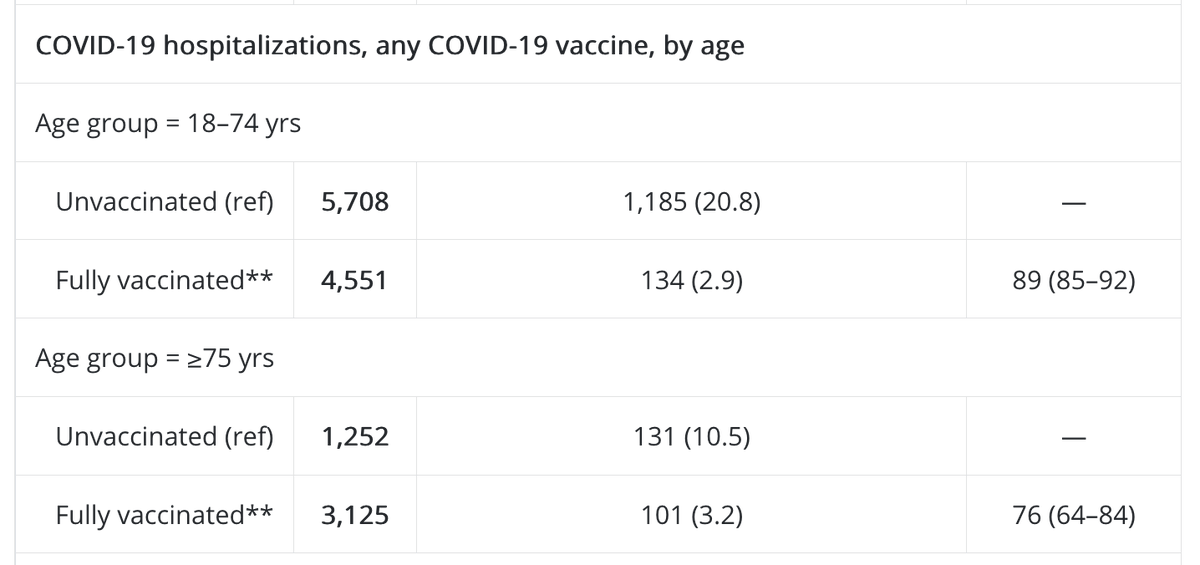 COVID-19 hospitalizations, any COVID-19 vaccine, by age
Age group = 18–74 yrs
Unvaccinated (ref) 5,708 1,185 (20.8) —
Fully vaccinated** 4,551 134 (2.9) 89 (85–92)
Age group = ≥75 yrs
Unvaccinated (ref) 1,252 131 (10.5) —
Fully vaccinated** 3,125 101 (3.2) 76 (64–84)